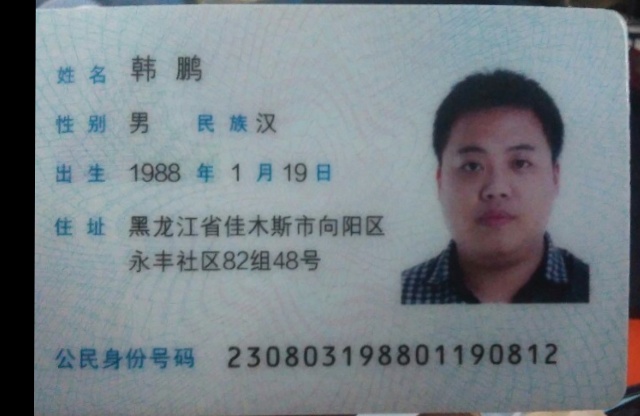 姓名 韩鹏
性别 男 民族 汉
出生 1988 年 1 月 19 日
住址 黑龙江省佳木斯市向阳区
永丰社区82组48号
公民身份号码 230803198801190812